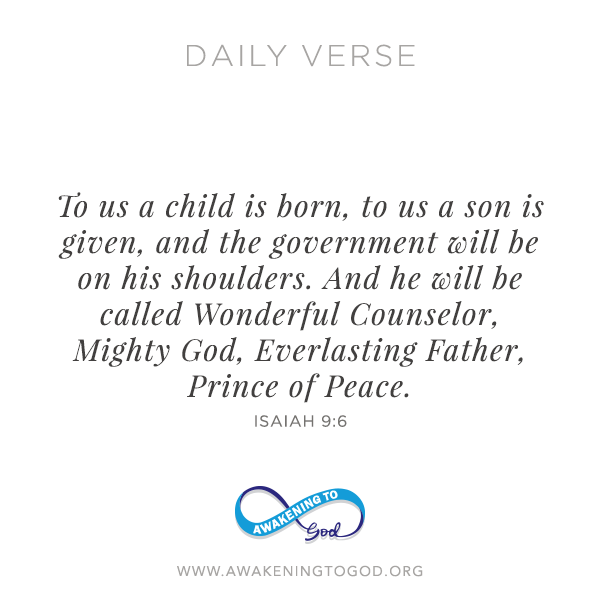 DAILY VERSE
To us a child is born, to us a son is
given, and the government will be
on his shoulders. And he will be
called Wonderful Counselor,
Mighty God, Everlasting Father,
Prince of Peace.
ISAIAH 9:6
AWAKENING TO
God
WWW.AWAKENINGTOGOD.ORG